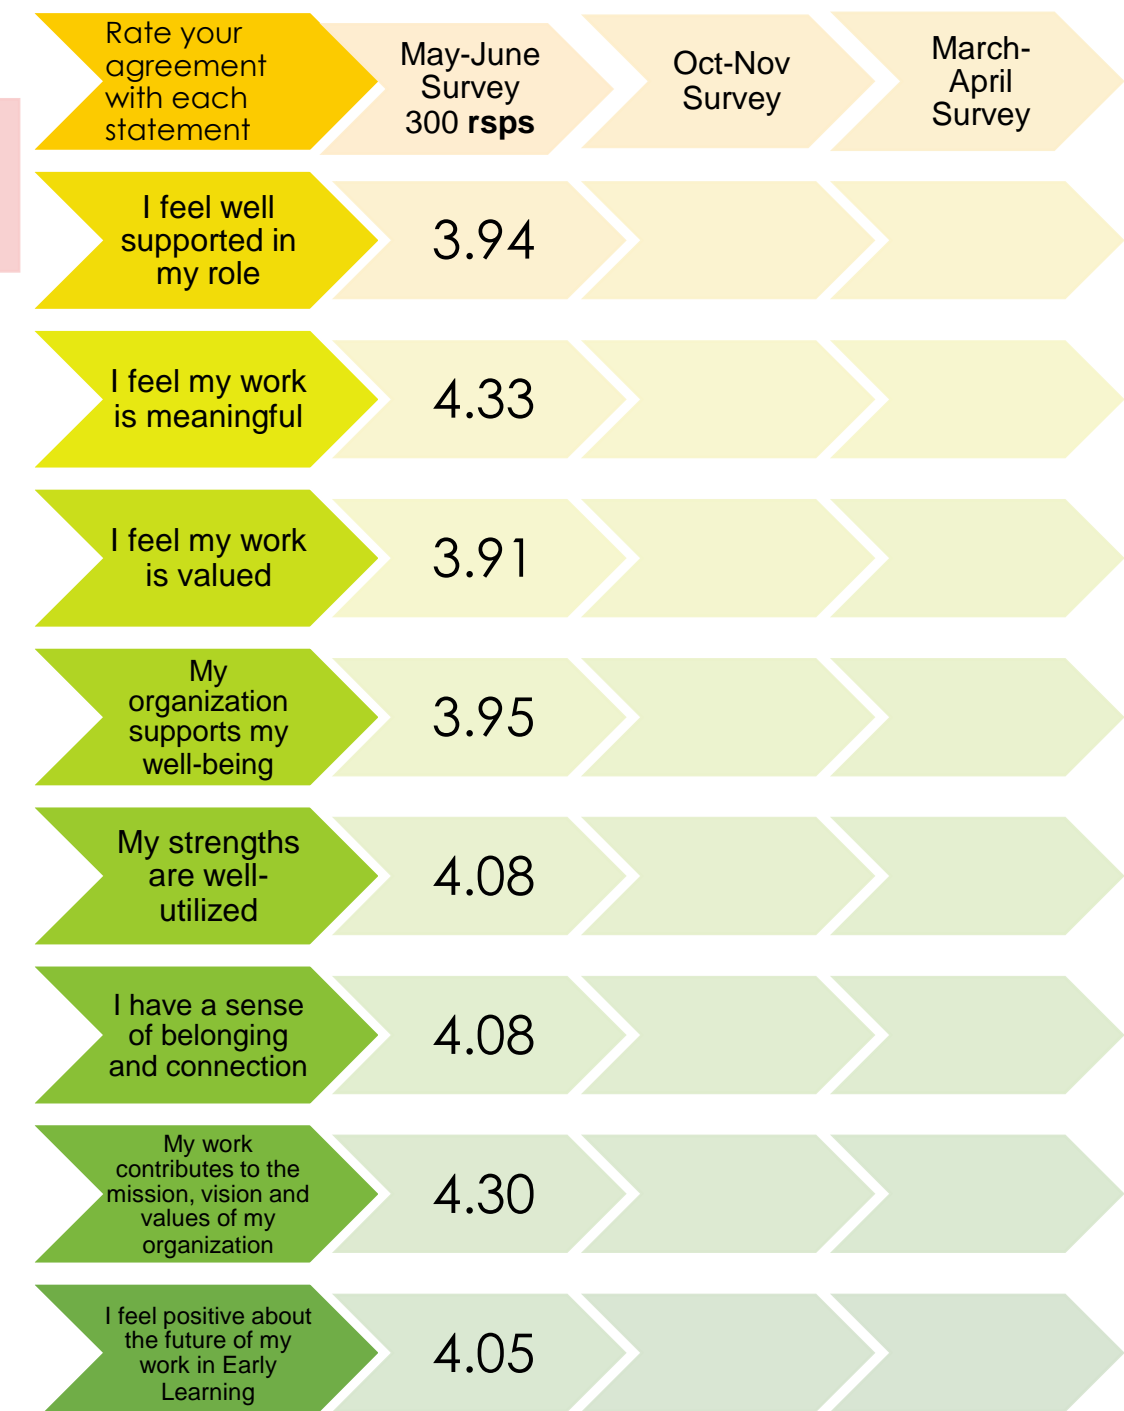 Rate your
agreement
with each
statement
May-June
Survey
300 rsps
Oct-Nov
Survey
March-
April
Survey
I feel well
supported in
my role
3.94
I feel my work
is meaningful
4.33
I feel my work
is valued
3.91
My
organization
supports my
well-being
3.95
My strengths
are well-
utilized
4.08
I have a sense
of belonging
and connection
4.08
My work
contributes to the
mission, vision and
values of my
organization
4.30
I feel positive about
the future of my
work in Early
Learning
4.05